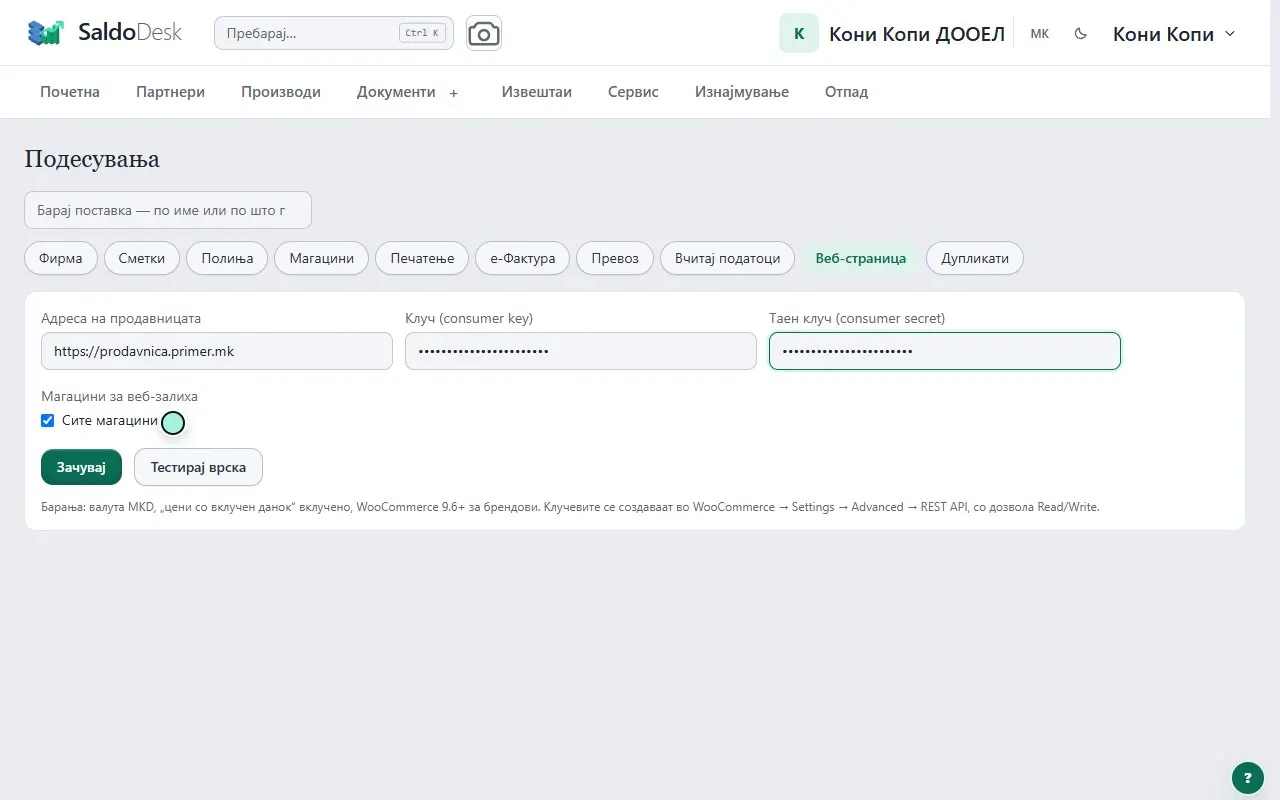 SaldoDesk
Пребарај...
Ctrl K
К
Кони Копи ДООЕЛ
МК
Кони Копи
Почетна
Партнери
Производи
Документи +
Извештаи
Сервис
Изнајмување
Отпад
Подесувања
Барај поставка — по име или по што г
Фирма
Сметки
Полиња
Магацини
Печатење
е-Фактура
Превоз
Вчитај податоци
Веб-страница
Дупликати
Адреса на продавницата
Клуч (consumer key)
Таен клуч (consumer secret)
https://prodavnica.primer.mk
•••••••••••••••••••••••
•••••••••••••••••••••••
Магацини за веб-залиха
Сите магацини
Зачувај
Тестирај врска
Барања: валута MKD, „цени со вклучен данок“ вклучено, WooCommerce 9.6+ за брендови. Клучевите се создаваат во WooCommerce → Settings → Advanced → REST API, со дозвола Read/Write.
?